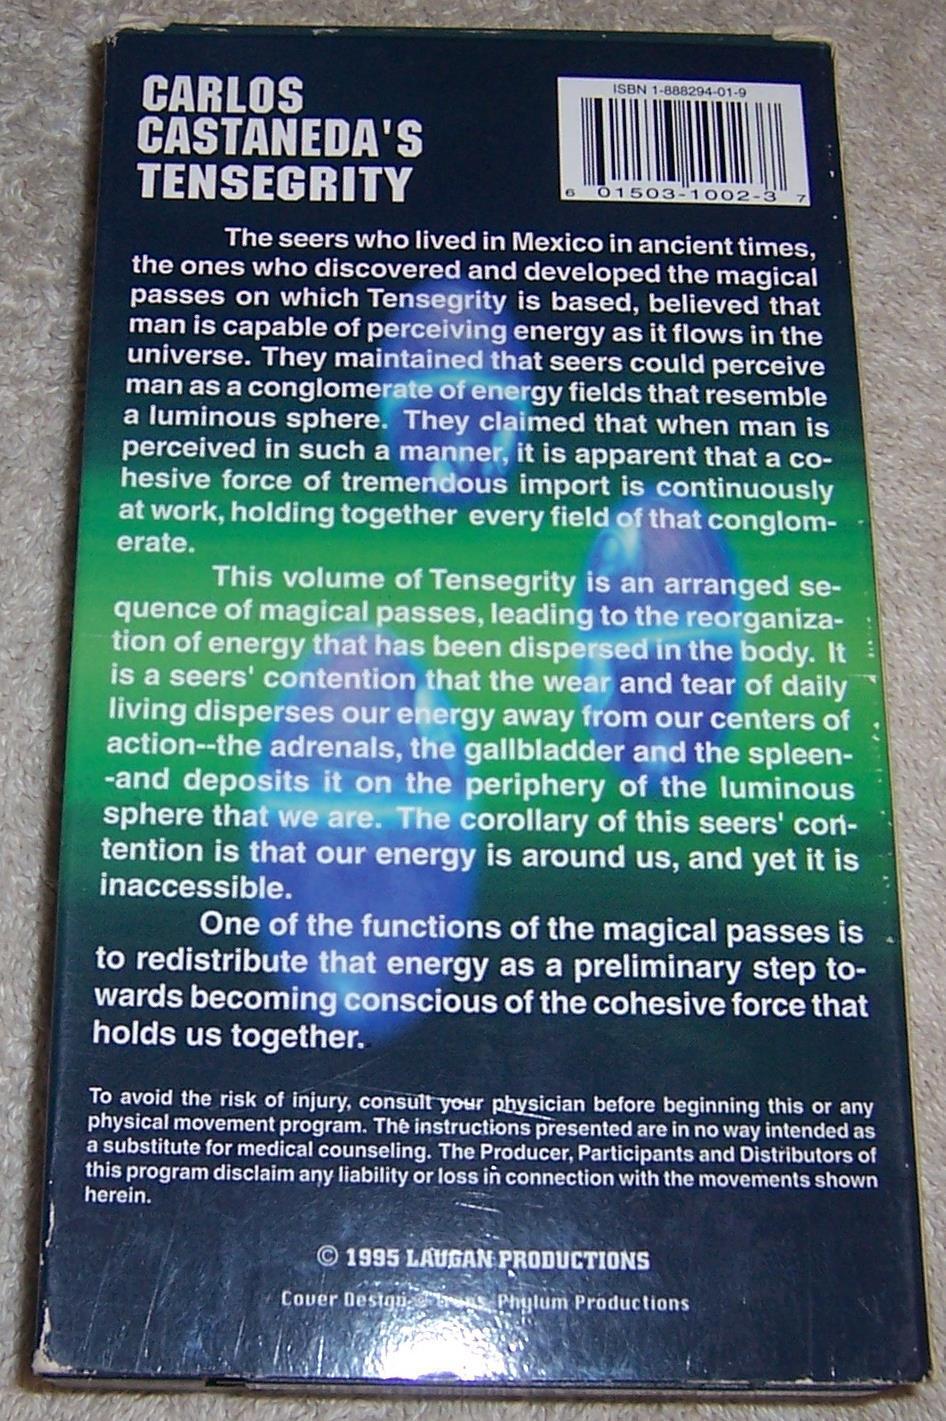 CARLOS
CASTANEDA'S
TENSEGRITY
ISBN 1-888294-01-9
6 01503-1002-3 7
The seers who lived in Mexico in ancient times,
the ones who discovered and developed the magical
passes on which Tensegrity is based, believed that
man is capable of perceiving energy as it flows in the
universe. They maintained that seers could perceive
man as a conglomerate of energy fields that resemble
a luminous sphere. They claimed that when man is
perceived in such a manner, it is apparent that a co-
hesive force of tremendous import is continuously
at work, holding together every field of that conglom-
erate.
This volume of Tensegrity is an arranged se-
quence of magical passes, leading to the reorganiza-
tion of energy that has been dispersed in the body. It
is a seers' contention that the wear and tear of daily
living disperses our energy away from our centers of
action--the adrenals, the gallbladder and the spleen-
-and deposits it on the periphery of the luminous
sphere that we are. The corollary of this seers' con-
tention is that our energy is around us, and yet it is
inaccessible.
One of the functions of the magical passes is
to redistribute that energy as a preliminary step to-
wards becoming conscious of the cohesive force that
holds us together.
To avoid the risk of injury, consult your physician before beginning this or any
physical movement program. The instructions presented are in no way intended as
a substitute for medical counseling. The Producer, Participants and Distributors of
this program disclaim any liability or loss in connection with the movements shown
herein.
© 1995 LAUGAN PRODUCTIONS
Cover Design Phylum Productions